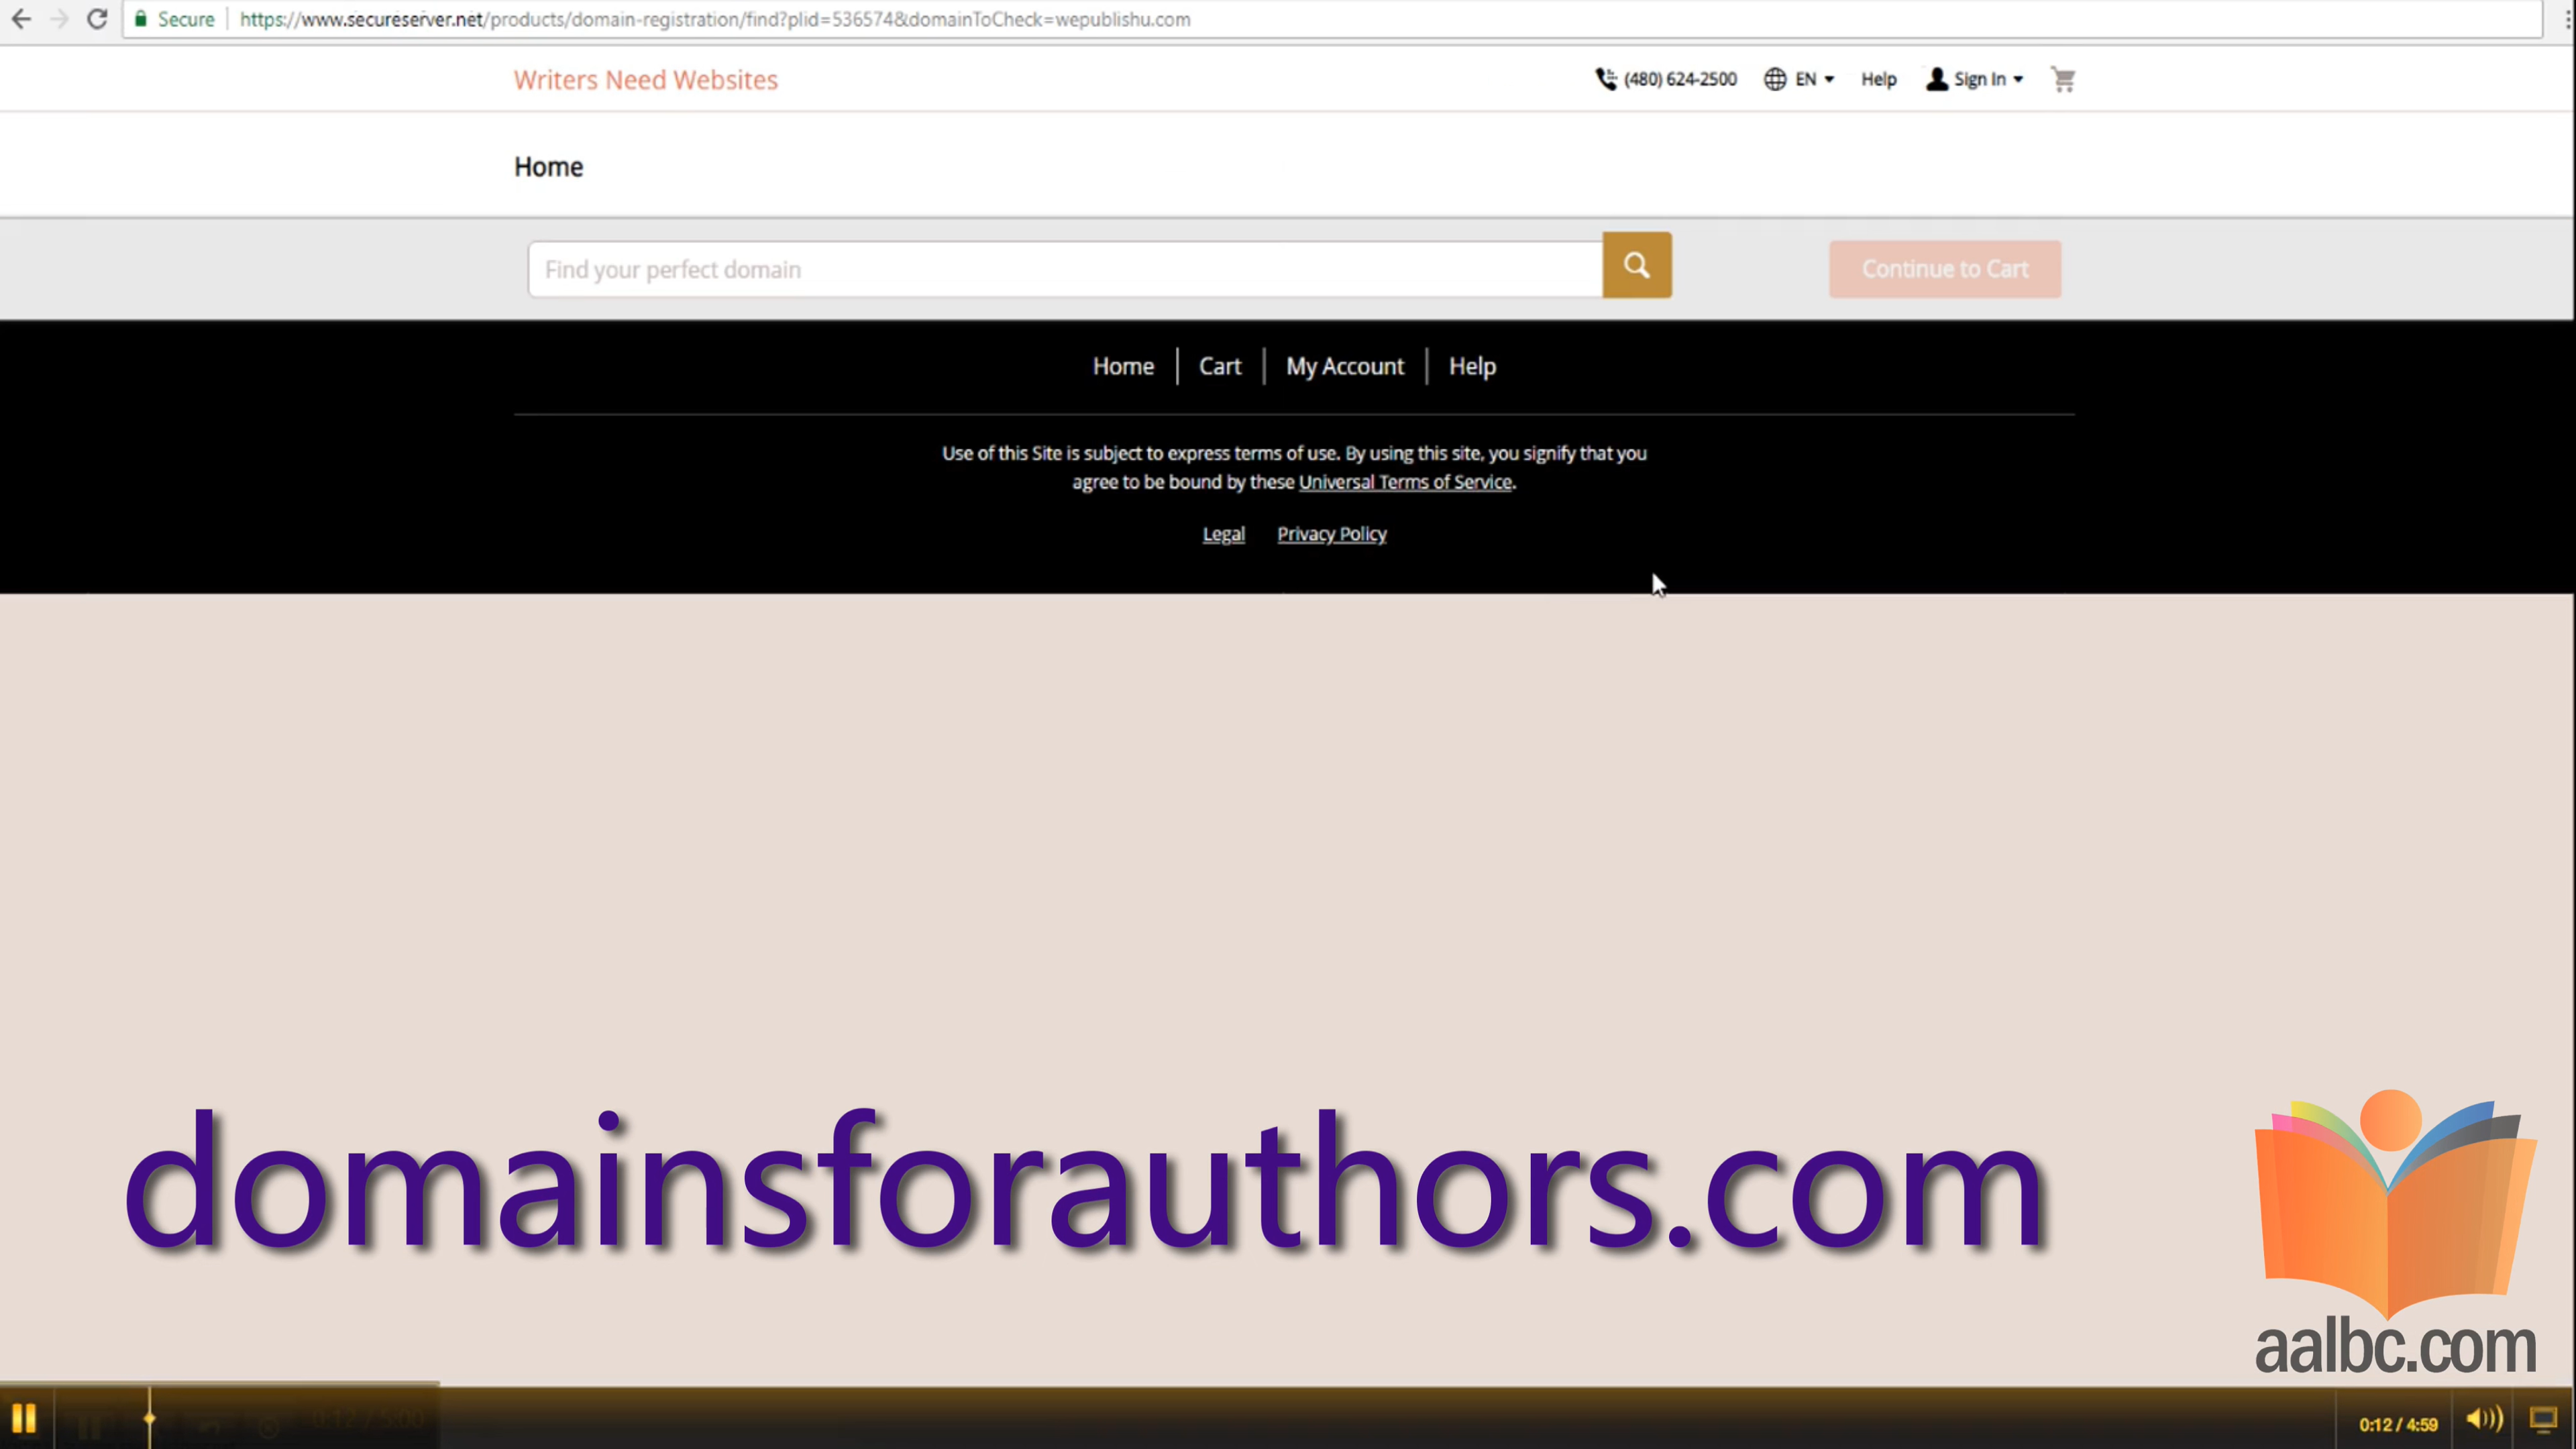 Secure https://www.secureserver.net/products/domain-registration/find?plid=536574&domainToCheck=wepublishu.com
Writers Need Websites (480) 624-2500 EN Help Sign In
Home
Find your perfect domain Continue to Cart
Home Cart My Account Help
Use of this Site is subject to express terms of use. By using this site, you signify that you
agree to be bound by these Universal Terms of Service.
Legal Privacy Policy
domainsforauthors.com
aalbc.com
0:12 / 5:00 0:12 / 4:59